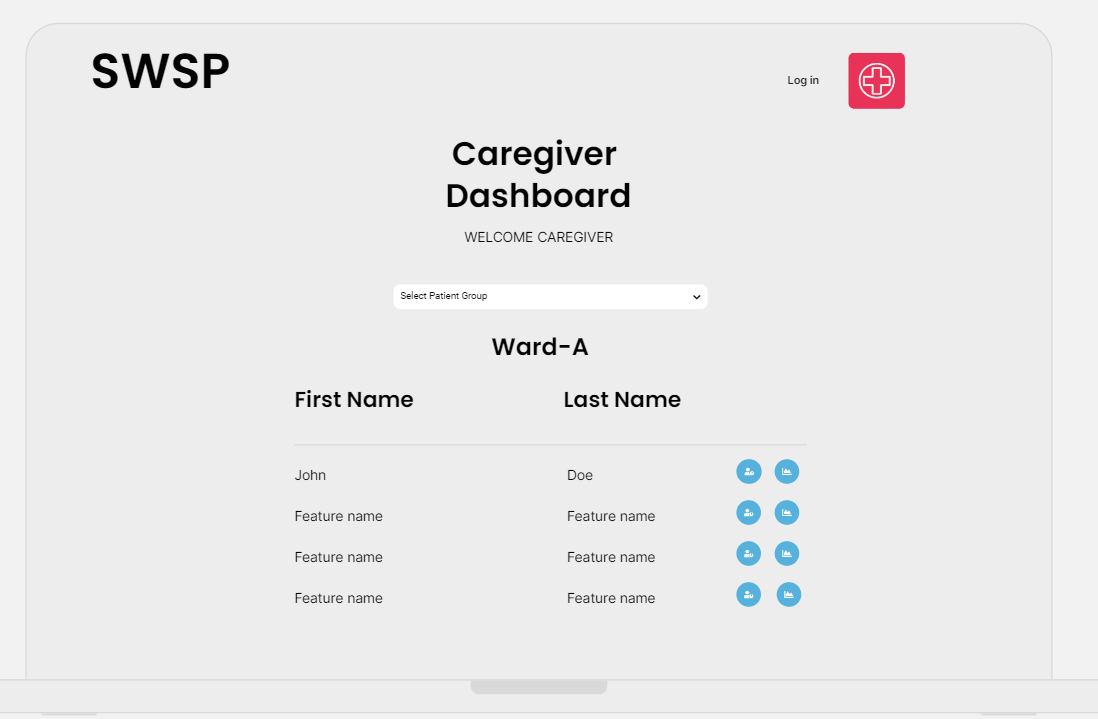 SWSP
Log in
Caregiver
Dashboard
WELCOME CAREGIVER
Select Patient Group
Ward-A
First Name Last Name
John Doe
Feature name Feature name
Feature name Feature name
Feature name Feature name